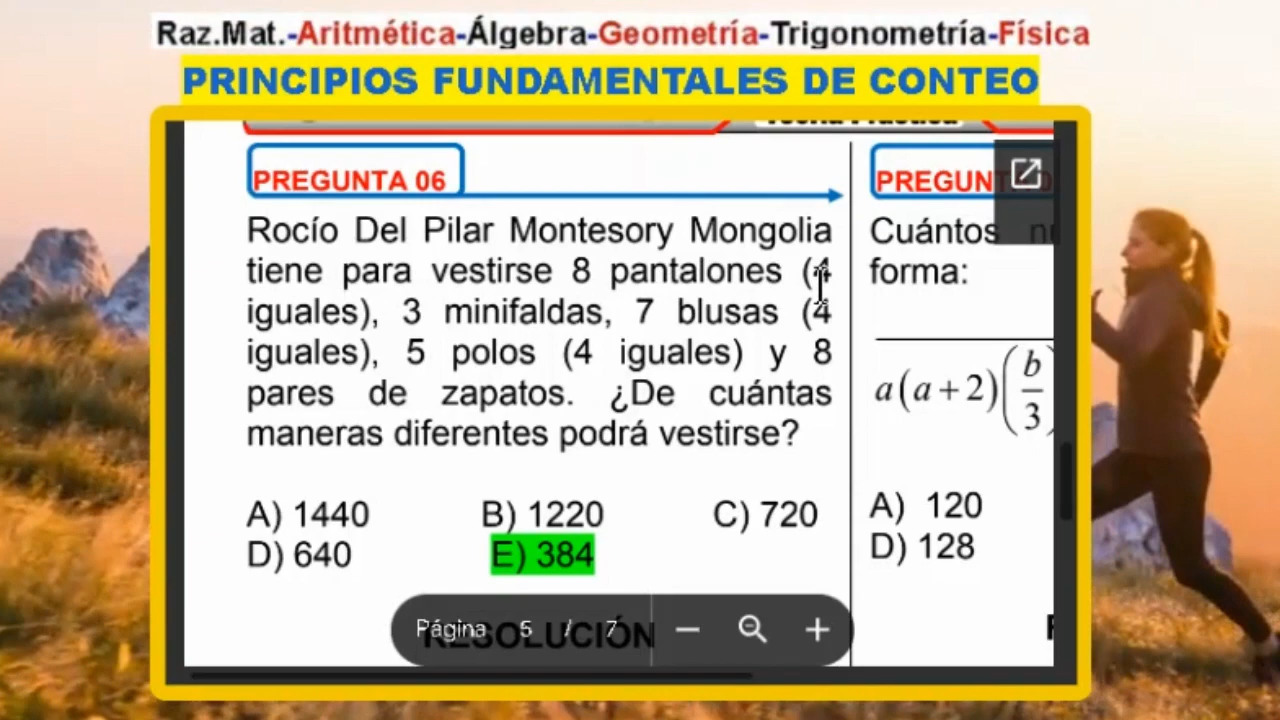 Raz.Mat.-Aritmética-Álgebra-Geometría-Trigonometría-Física
PRINCIPIOS FUNDAMENTALES DE CONTEO
PREGUNTA 06
Rocío Del Pilar Montesory Mongolia
tiene para vestirse 8 pantalones (4
iguales), 3 minifaldas, 7 blusas (4
iguales), 5 polos (4 iguales) y 8
pares de zapatos. ¿De cuántas
maneras diferentes podrá vestirse?
A) 1440 B) 1220 C) 720
D) 640 E) 384
RESOLUCIÓN
Página 5 / 7
PREGUN
Cuántos
forma:
a(a+2)(b/3)
A) 120
D) 128